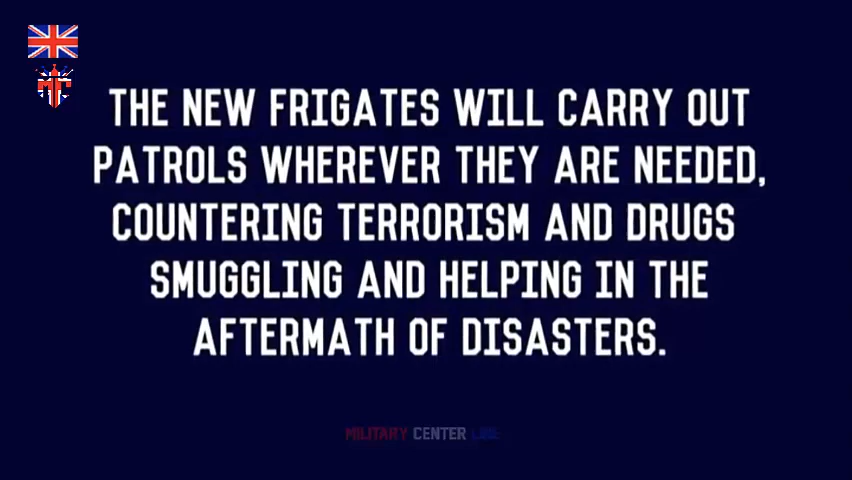 THE NEW FRIGATES WILL CARRY OUT
PATROLS WHEREVER THEY ARE NEEDED,
COUNTERING TERRORISM AND DRUGS
SMUGGLING AND HELPING IN THE
AFTERMATH OF DISASTERS.
MILITARY CENTER